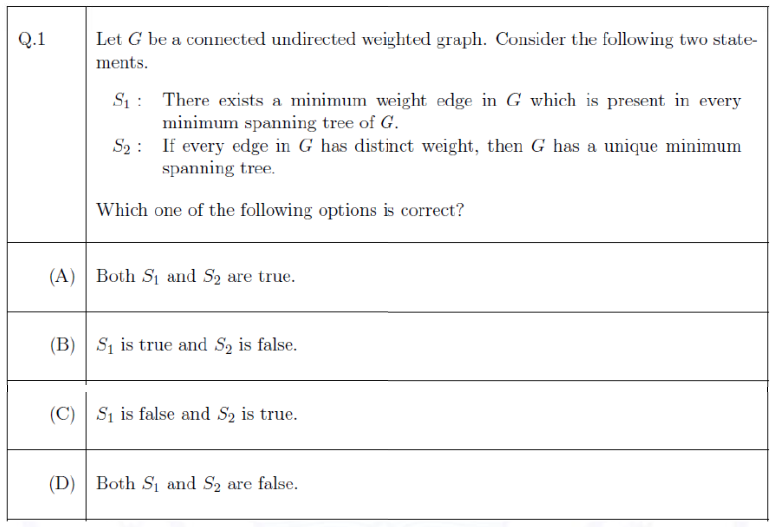 Q.1 Let G be a connected undirected weighted graph. Consider the following two state-
ments.
S₁ : There exists a minimum weight edge in G which is present in every
minimum spanning tree of G.
S₂ : If every edge in G has distinct weight, then G has a unique minimum
spanning tree.
Which one of the following options is correct?
(A) Both S₁ and S₂ are true.
(B) S₁ is true and S₂ is false.
(C) S₁ is false and S₂ is true.
(D) Both S₁ and S₂ are false.